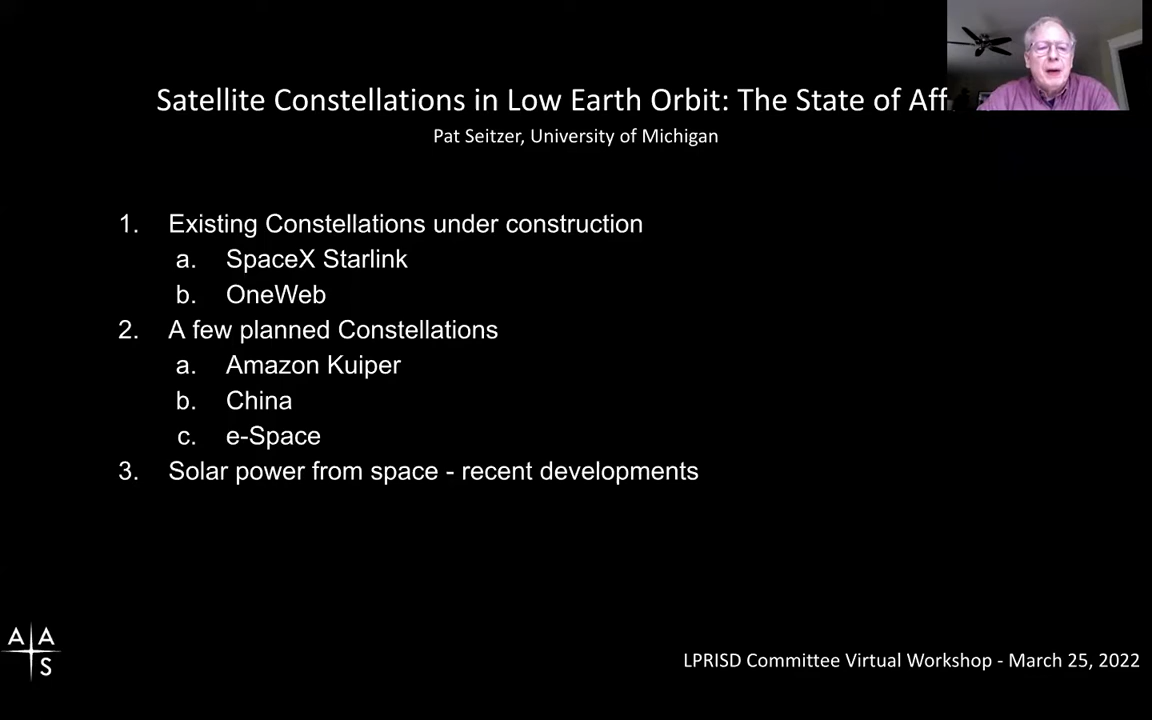 Satellite Constellations in Low Earth Orbit: The State of Aff
Pat Seitzer, University of Michigan
1. Existing Constellations under construction
a. SpaceX Starlink
b. OneWeb
2. A few planned Constellations
a. Amazon Kuiper
b. China
c. e-Space
3. Solar power from space - recent developments
A A
S
LPRISD Committee Virtual Workshop - March 25, 2022